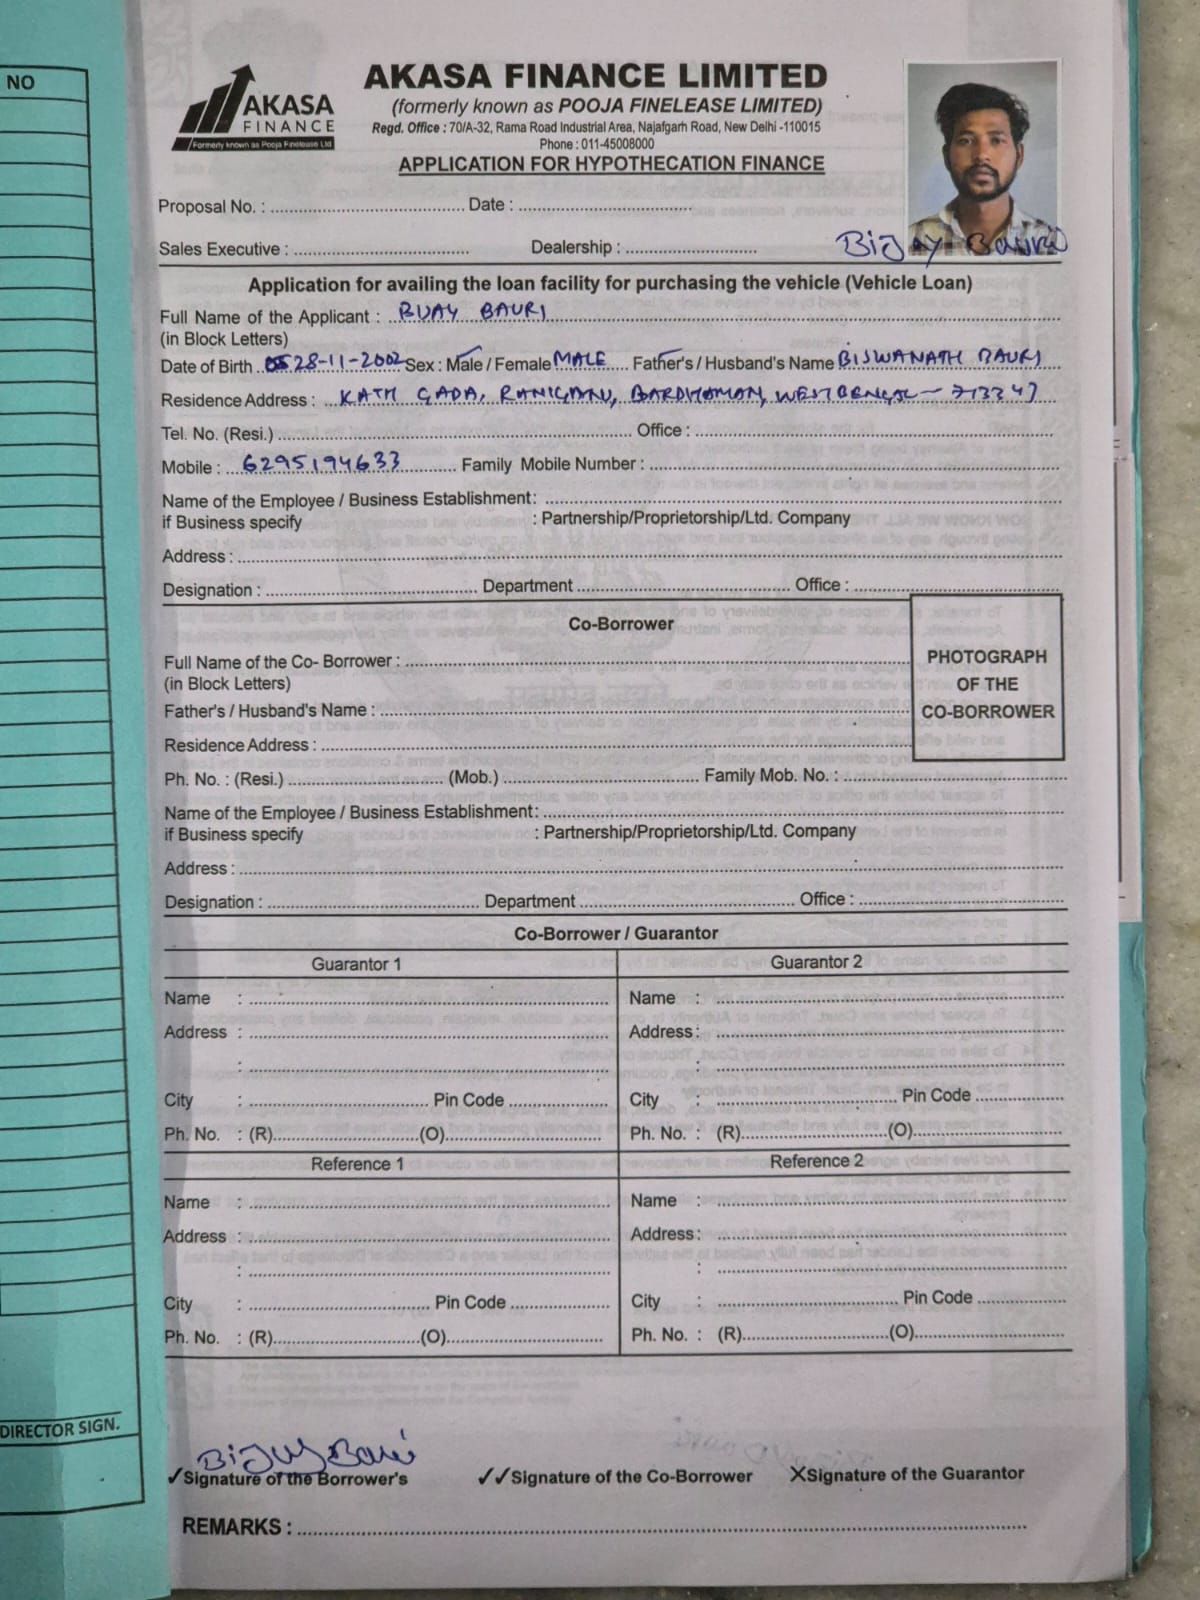 NO
AKASA
FINANCE
Formerly known as Pooja Finelease Ltd
AKASA FINANCE LIMITED
(formerly known as POOJA FINELEASE LIMITED)
Regd. Office : 70/A-32, Rama Road Industrial Area, Najafgarh Road, New Delhi -110015
Phone : 011-45008000
APPLICATION FOR HYPOTHECATION FINANCE
Proposal No. : Date :
Sales Executive : Dealership :
Bijay Bauri
Application for availing the loan facility for purchasing the vehicle (Vehicle Loan)
Full Name of the Applicant : BIJAY BAURI
(in Block Letters)
Date of Birth 28-11-2002 Sex : Male / Female MALE Father's / Husband's Name BISWANATH BAURI
Residence Address : KATH GADA, RANIGANJ, BARDHAMAN, WEST BENGAL - 713347
Tel. No. (Resi.) Office :
Mobile : 6295194633 Family Mobile Number :
Name of the Employee / Business Establishment:
if Business specify : Partnership/Proprietorship/Ltd. Company
Address :
Designation : Department Office :
Co-Borrower
Full Name of the Co- Borrower :
(in Block Letters)
Father's / Husband's Name :
Residence Address :
PHOTOGRAPH
OF THE
CO-BORROWER
Ph. No. : (Resi.) (Mob.) Family Mob. No. :
Name of the Employee / Business Establishment:
if Business specify : Partnership/Proprietorship/Ltd. Company
Address :
Designation : Department Office :
Co-Borrower / Guarantor
Guarantor 1 Guarantor 2
Name : Name :
Address : Address :
: :
City : Pin Code City : Pin Code
Ph. No. : (R) (O) Ph. No. : (R) (O)
Reference 1 Reference 2
Name : Name :
Address : Address :
: :
City : Pin Code City : Pin Code
Ph. No. : (R) (O) Ph. No. : (R) (O)
DIRECTOR SIGN.
Bijay Bauri
✓Signature of the Borrower's ✓✓Signature of the Co-Borrower XSignature of the Guarantor
REMARKS :